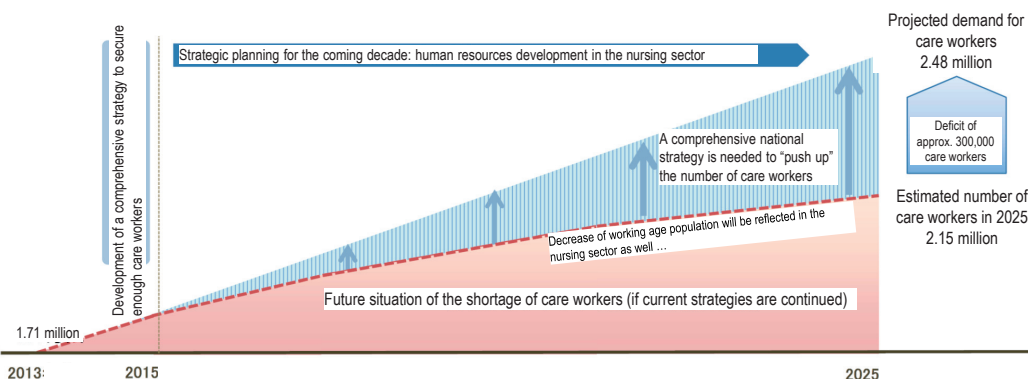 Development of a comprehensive strategy to secure
enough care workers
Strategic planning for the coming decade: human resources development in the nursing sector
Projected demand for
care workers
2.48 million
Deficit of
approx. 300,000
care workers
A comprehensive national
strategy is needed to “push up”
the number of care workers
Estimated number of
care workers in 2025
2.15 million
Decrease of working age population will be reflected in the
nursing sector as well ...
Future situation of the shortage of care workers (if current strategies are continued)
1.71 million
2013:
2015
2025